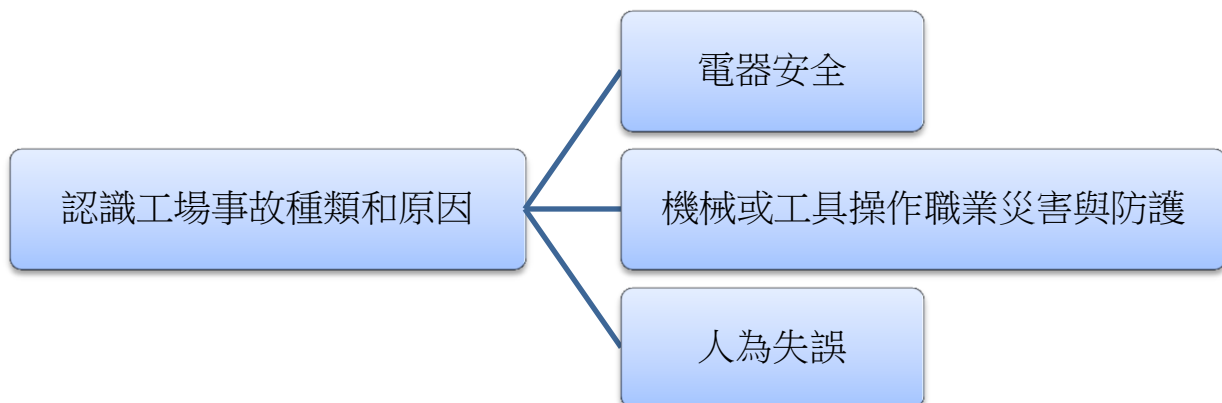 電器安全
認識工場事故種類和原因
機械或工具操作職業災害與防護
人為失誤